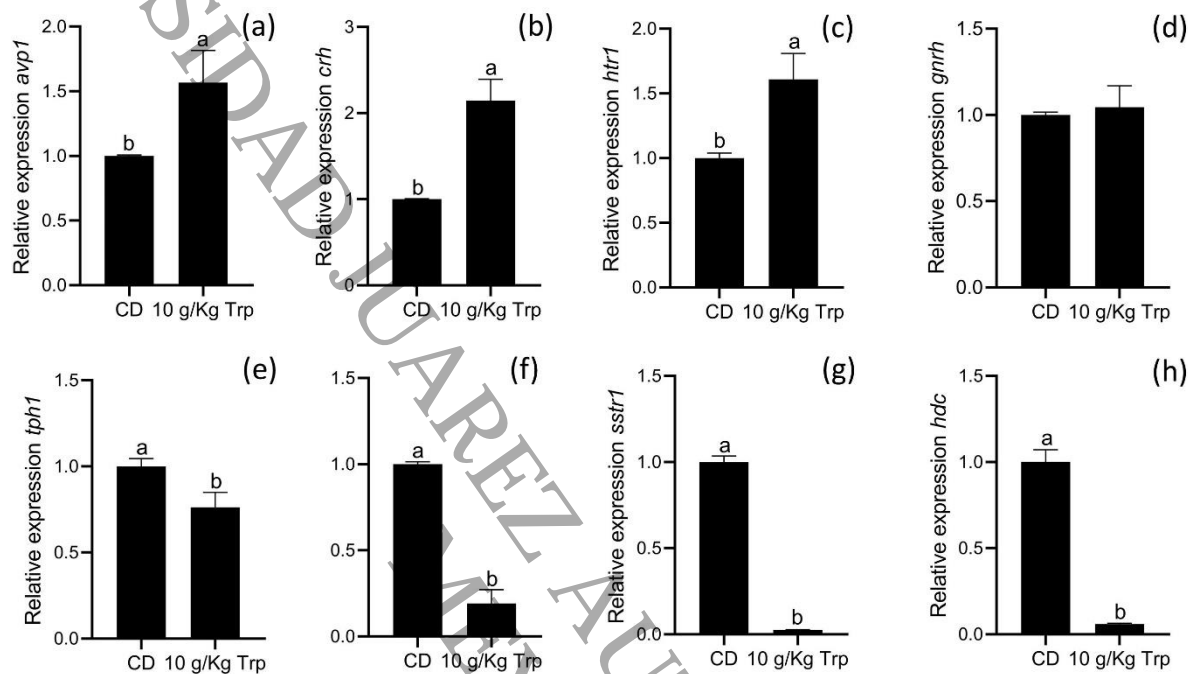 (a)
Relative expression avp1
2.0
1.5
1.0
0.5
0.0
b
a
CD 10 g/Kg Trp
(b)
Relative expression crh
3
2
1
0
b
a
CD 10 g/Kg Trp
(c)
Relative expression htr1
2.0
1.5
1.0
0.5
0.0
b
a
CD 10 g/Kg Trp
(d)
Relative expression gnrh
1.5
1.0
0.5
0.0
CD 10 g/Kg Trp
(e)
Relative expression tph1
1.5
1.0
0.5
0.0
a
b
CD 10 g/Kg Trp
(f)
1.5
1.0
0.5
0.0
a
b
CD 10 g/Kg Trp
(g)
Relative expression sstr1
1.5
1.0
0.5
0.0
a
b
CD 10 g/Kg Trp
(h)
Relative expression hdc
1.5
1.0
0.5
0.0
a
b
CD 10 g/Kg Trp
SIDAD JUAREZ AU